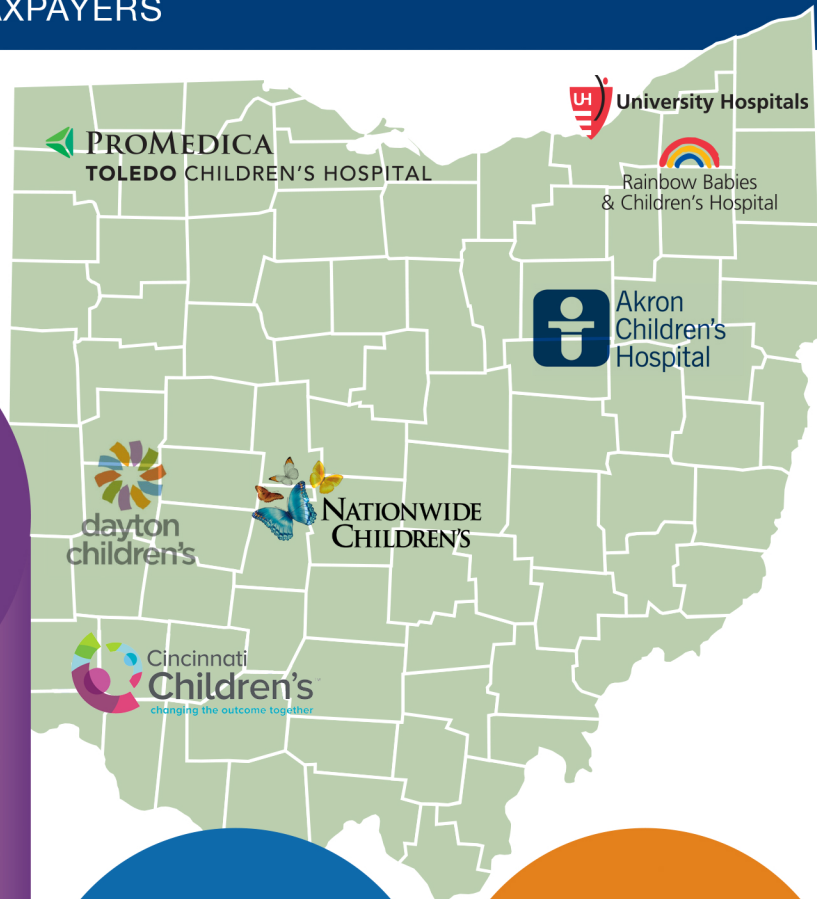 XPAYERS
UH University Hospitals
Rainbow Babies
& Children's Hospital
PROMEDICA
TOLEDO CHILDREN'S HOSPITAL
Akron
Children's
Hospital
dayton
children's
NATIONWIDE
CHILDREN'S
Cincinnati
Children's
changing the outcome together